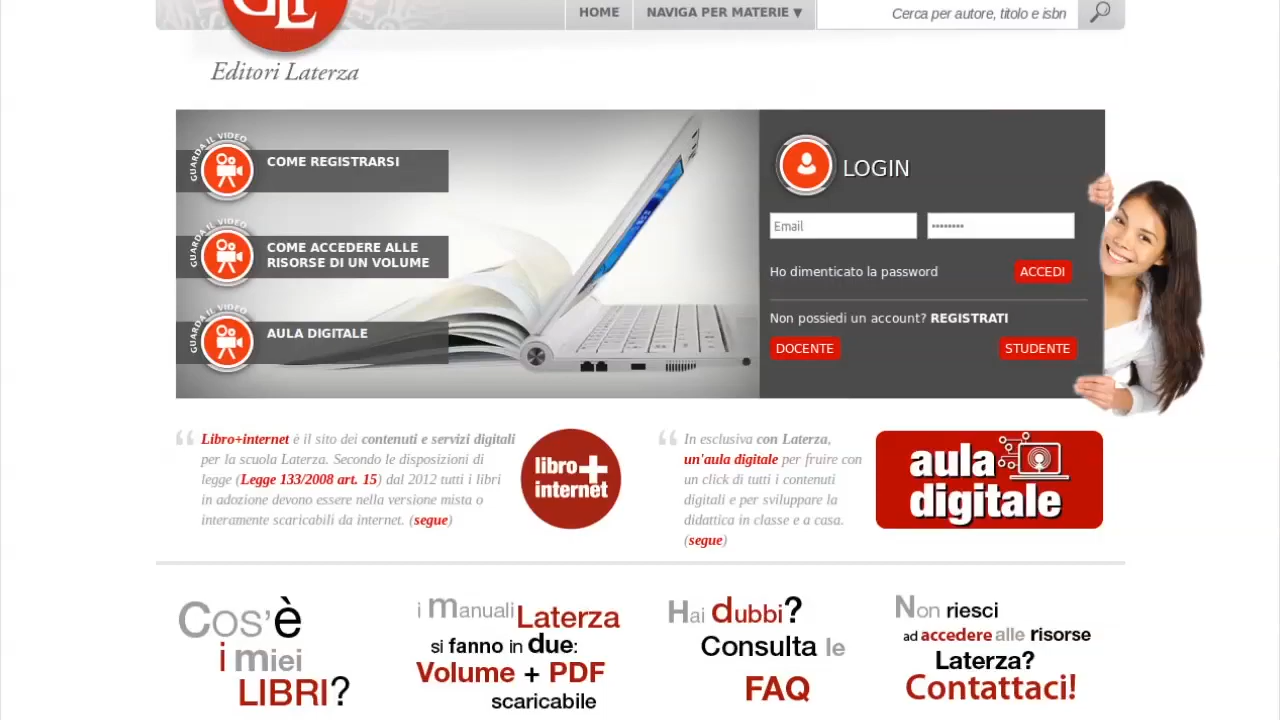 GLF
HOME
NAVIGA PER MATERIE ▼
Cerca per autore, titolo e isbn
Editori Laterza
GUARDA IL VIDEO
COME REGISTRARSI
GUARDA IL VIDEO
COME ACCEDERE ALLE
RISORSE DI UN VOLUME
GUARDA IL VIDEO
AULA DIGITALE
LOGIN
Email
••••••••
Ho dimenticato la password
ACCEDI
Non possiedi un account? REGISTRATI
DOCENTE
STUDENTE
“ Libro+internet è il sito dei contenuti e servizi digitali
per la scuola Laterza. Secondo le disposizioni di
legge (Legge 133/2008 art. 15) dal 2012 tutti i libri
in adozione devono essere nella versione mista o
interamente scaricabili da internet. (segue)
libro+
internet
“ In esclusiva con Laterza,
un'aula digitale per fruire con
un click di tutti i contenuti
digitali e per sviluppare la
didattica in classe e a casa.
(segue)
aula
digitale
Cos'è
i miei
LIBRI?
i manuali Laterza
si fanno in due:
Volume + PDF
scaricabile
Hai dubbi?
Consulta le
FAQ
Non riesci
ad accedere alle risorse
Laterza?
Contattaci!